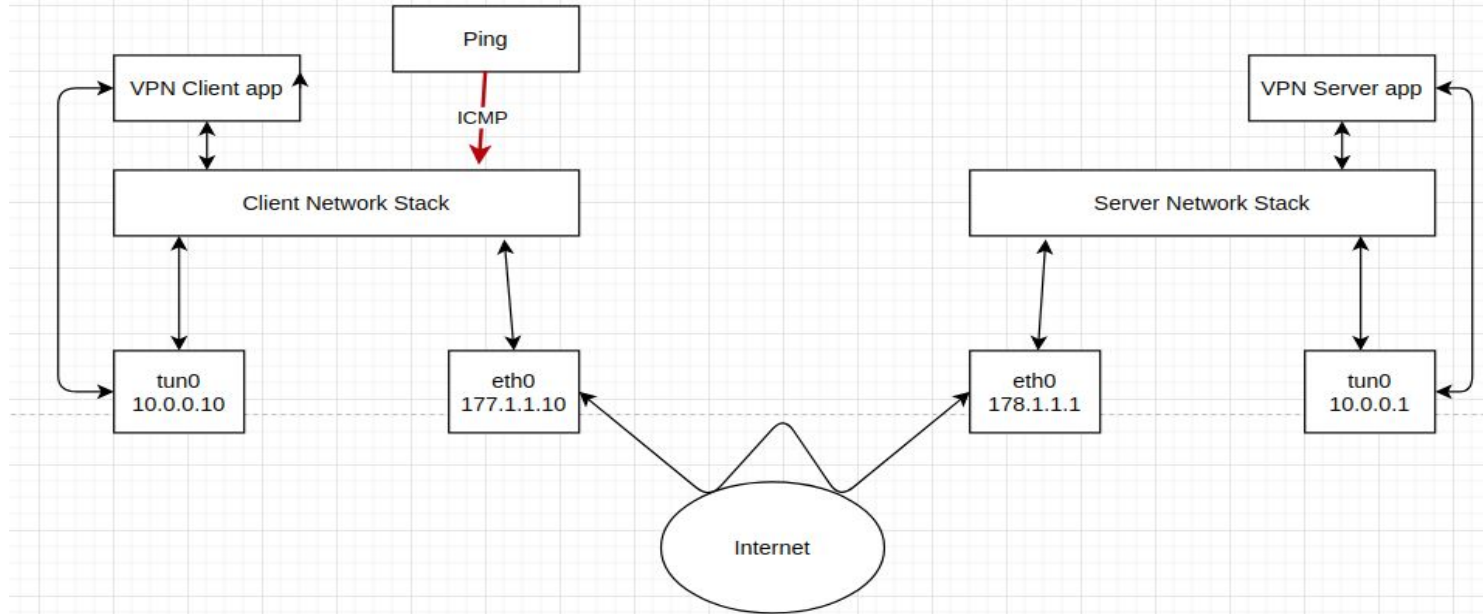 Ping
VPN Client app
VPN Server app
ICMP
Client Network Stack
Server Network Stack
tun0
10.0.0.10
eth0
177.1.1.10
eth0
178.1.1.1
tun0
10.0.0.1
Internet